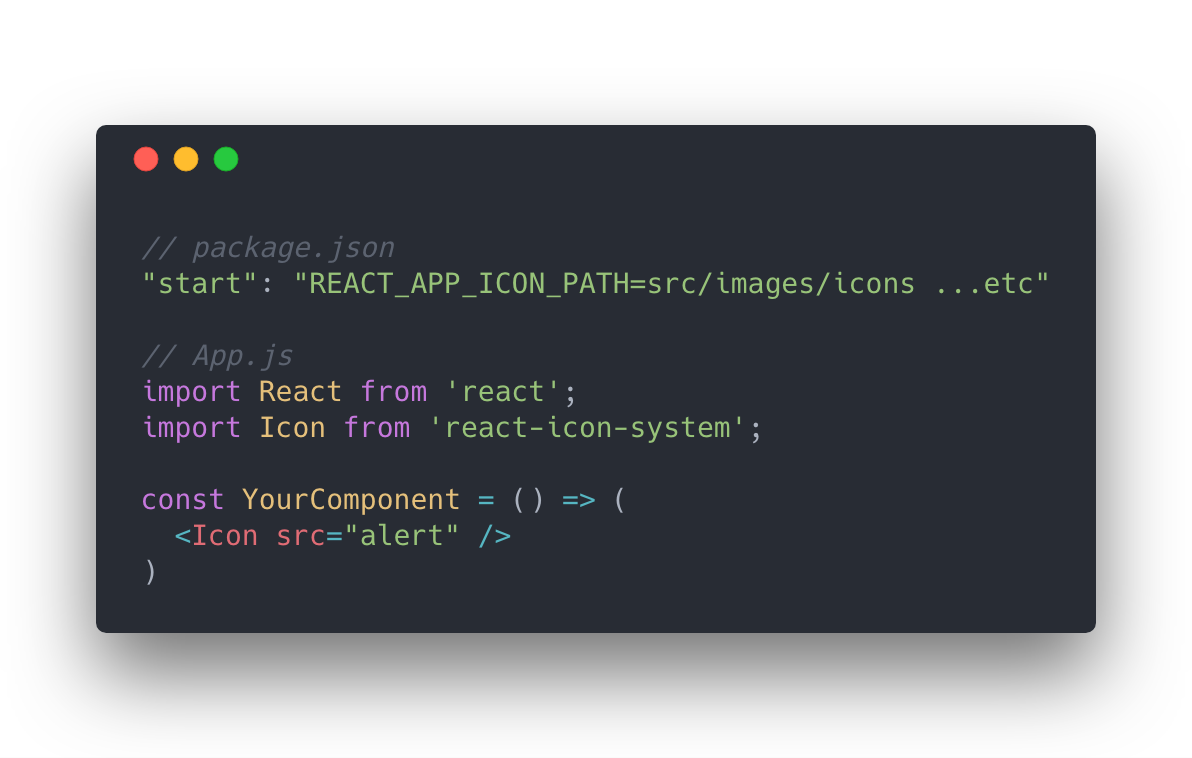 // package.json
"start": "REACT_APP_ICON_PATH=src/images/icons ...etc"
// App.js
import React from 'react';
import Icon from 'react-icon-system';
const YourComponent = () => (
  <Icon src="alert" />
)